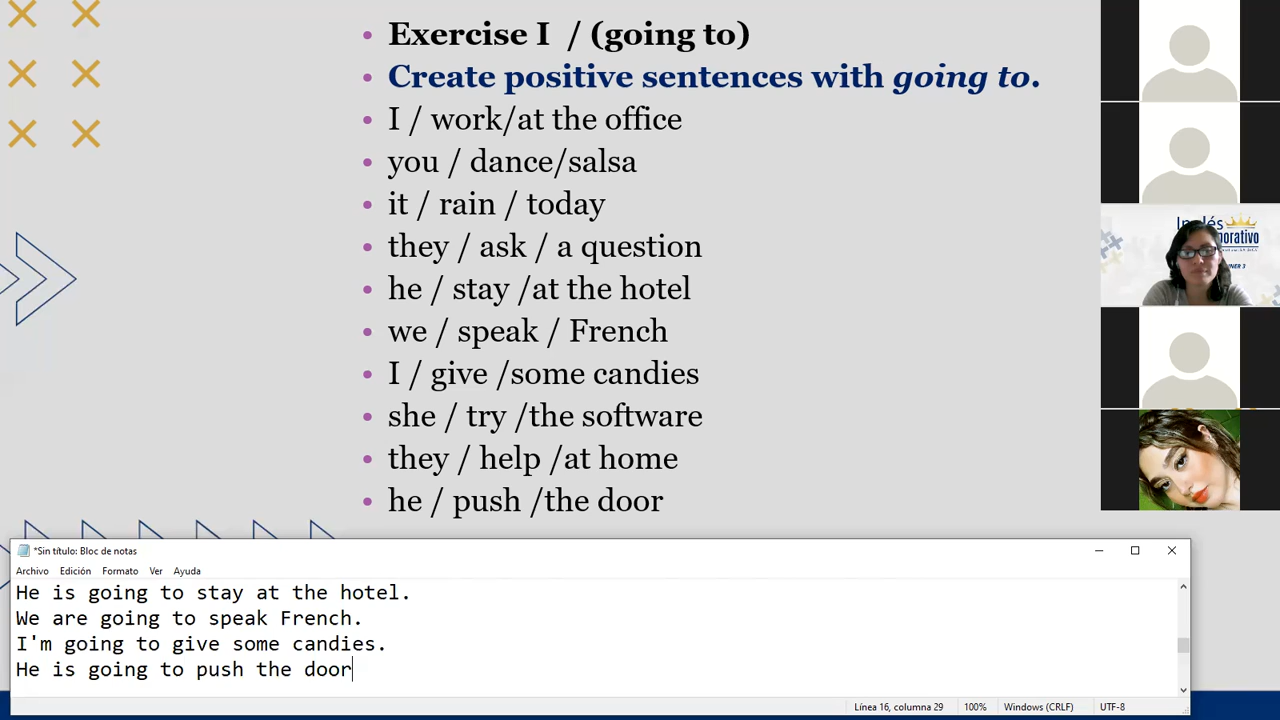 Exercise I / (going to)
Create positive sentences with going to.
I / work/at the office
you / dance/salsa
it / rain / today
they / ask / a question
he / stay /at the hotel
we / speak / French
I / give /some candies
she / try /the software
they / help /at home
he / push /the door
*Sin título: Bloc de notas
Archivo Edición Formato Ver Ayuda
He is going to stay at the hotel.
We are going to speak French.
I'm going to give some candies.
He is going to push the door
Línea 16, columna 29 100% Windows (CRLF) UTF-8